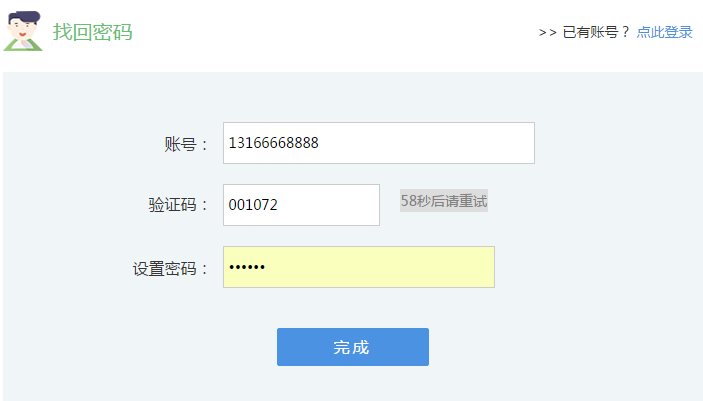 找回密码
>> 已有账号？点此登录
账号：
13166668888
验证码：
001072
58秒后请重试
设置密码：
••••••
完成